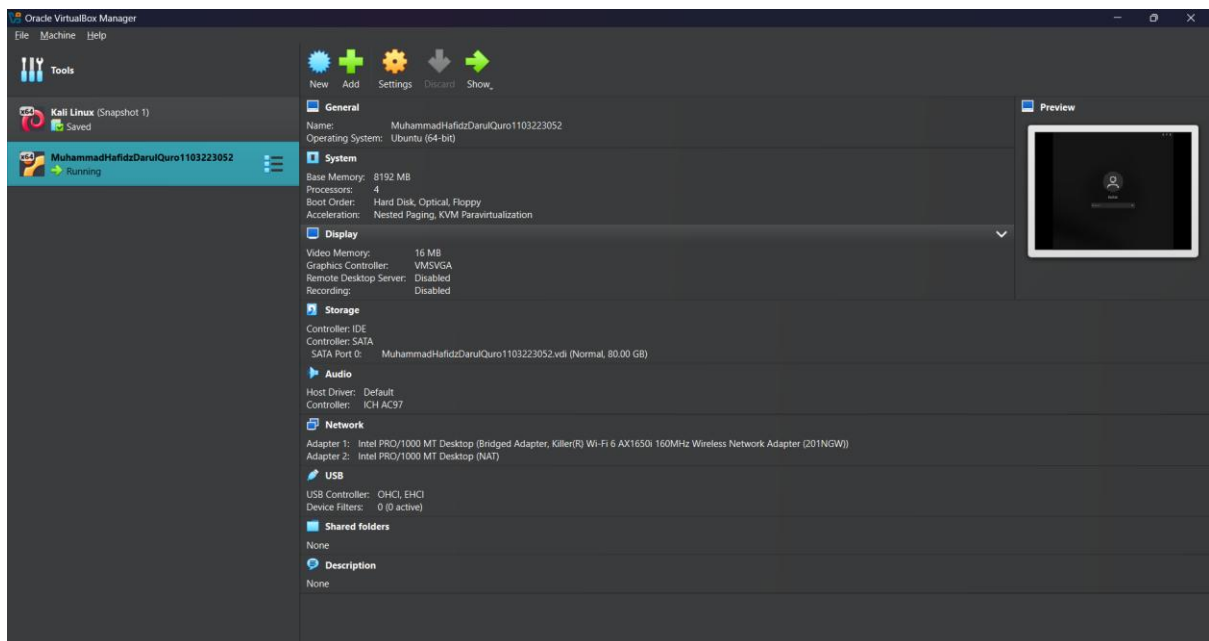 Oracle VirtualBox Manager
File Machine Help
Tools
New Add Settings Discard Show
Kali Linux (Snapshot 1)
Saved
MuhammadHafidzDarulQuro1103223052
Running
General
Name: MuhammadHafidzDarulQuro1103223052
Operating System: Ubuntu (64-bit)
System
Base Memory: 8192 MB
Processors: 4
Boot Order: Hard Disk, Optical, Floppy
Acceleration: Nested Paging, KVM Paravirtualization
Display
Video Memory: 16 MB
Graphics Controller: VMSVGA
Remote Desktop Server: Disabled
Recording: Disabled
Storage
Controller: IDE
Controller: SATA
SATA Port 0: MuhammadHafidzDarulQuro1103223052.vdi (Normal, 80.00 GB)
Audio
Host Driver: Default
Controller: ICH AC97
Network
Adapter 1: Intel PRO/1000 MT Desktop (Bridged Adapter, Killer(R) Wi-Fi 6 AX1650i 160MHz Wireless Network Adapter (201NGW))
Adapter 2: Intel PRO/1000 MT Desktop (NAT)
USB
USB Controller: OHCI, EHCI
Device Filters: 0 (0 active)
Shared folders
None
Description
None
Preview